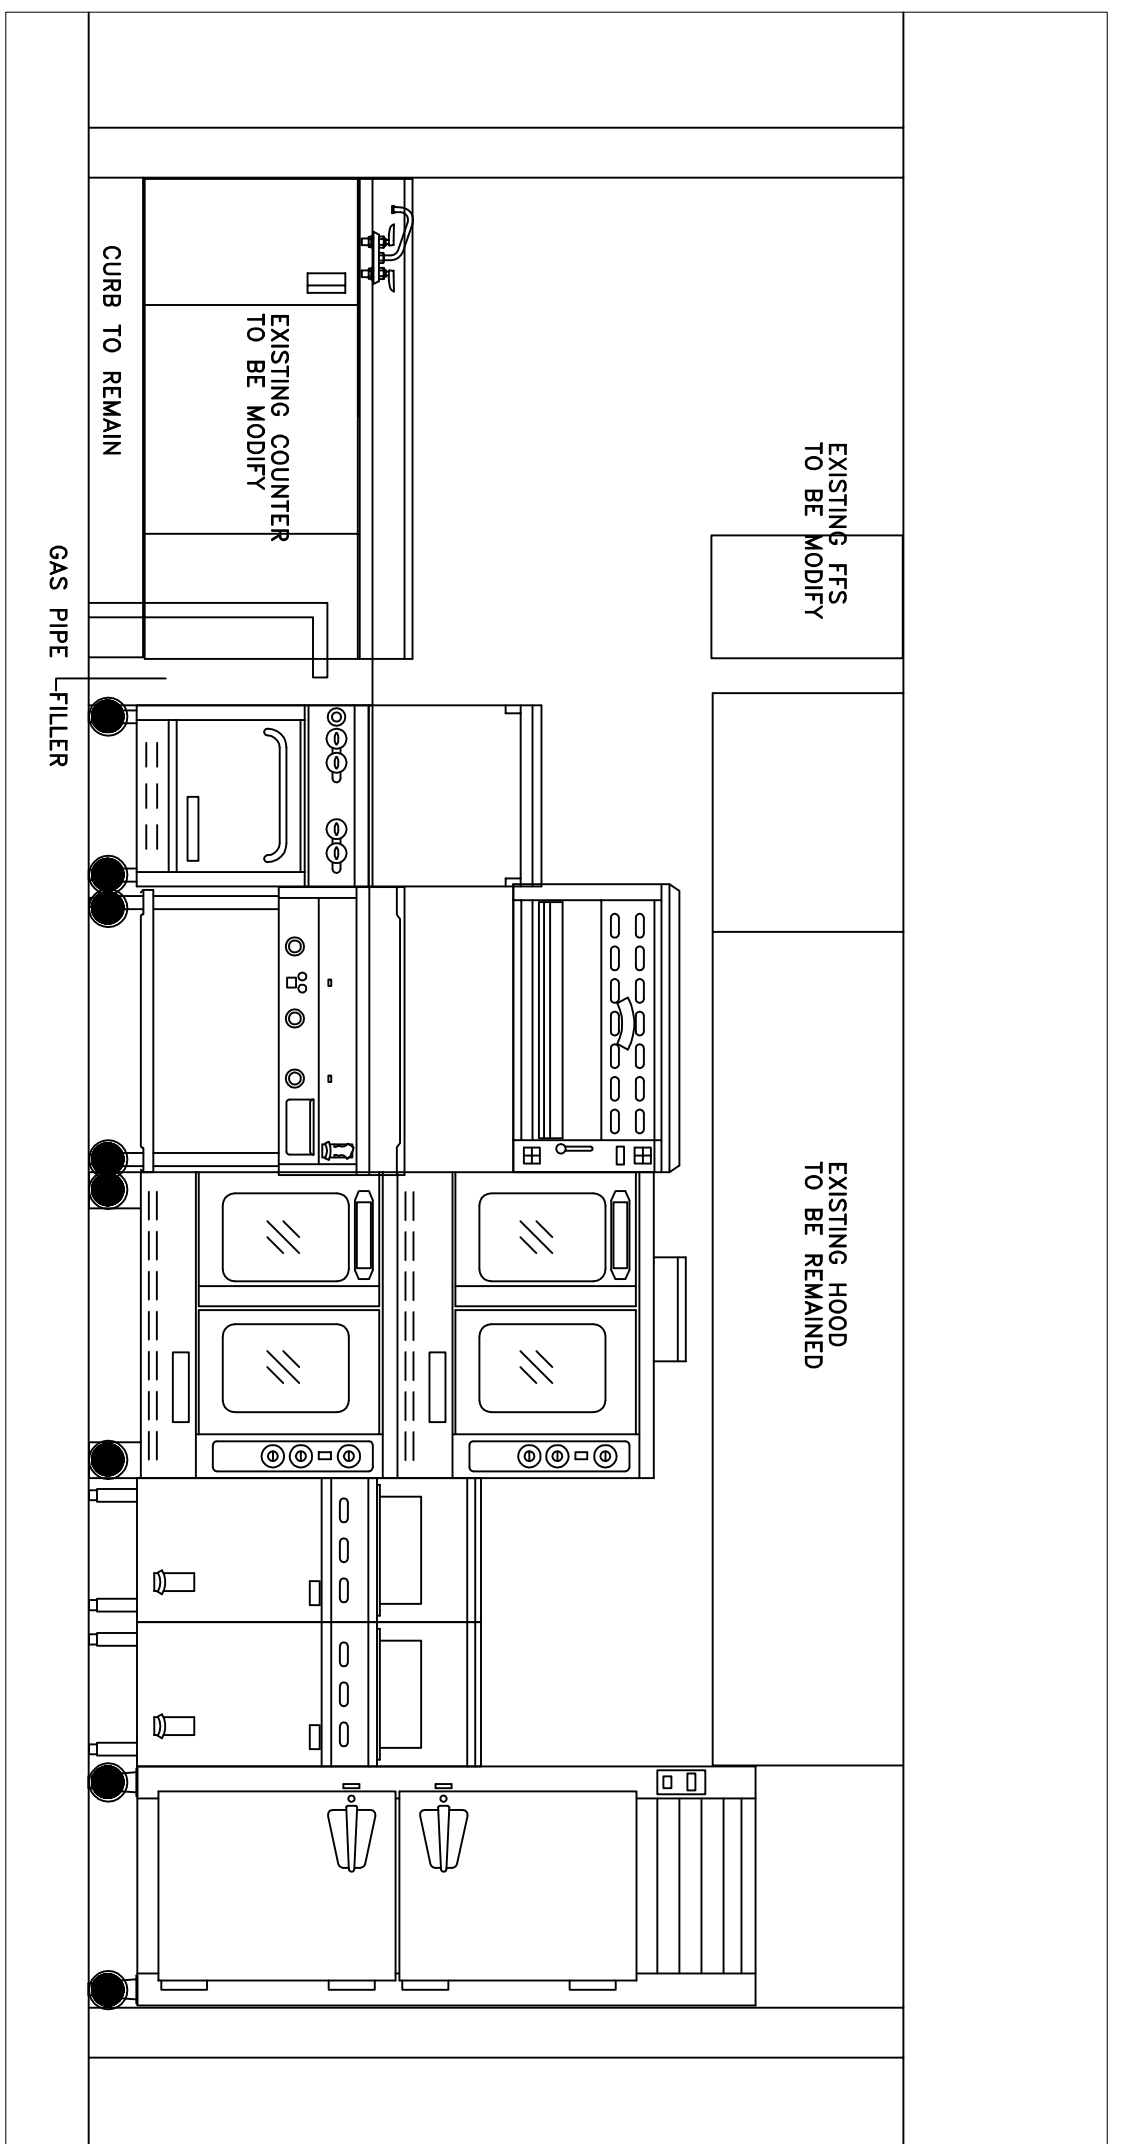 EXISTING FFS
TO BE MODIFY
EXISTING HOOD
TO BE REMAINED
EXISTING COUNTER
TO BE MODIFY
CURB TO REMAIN
GAS PIPE FILLER